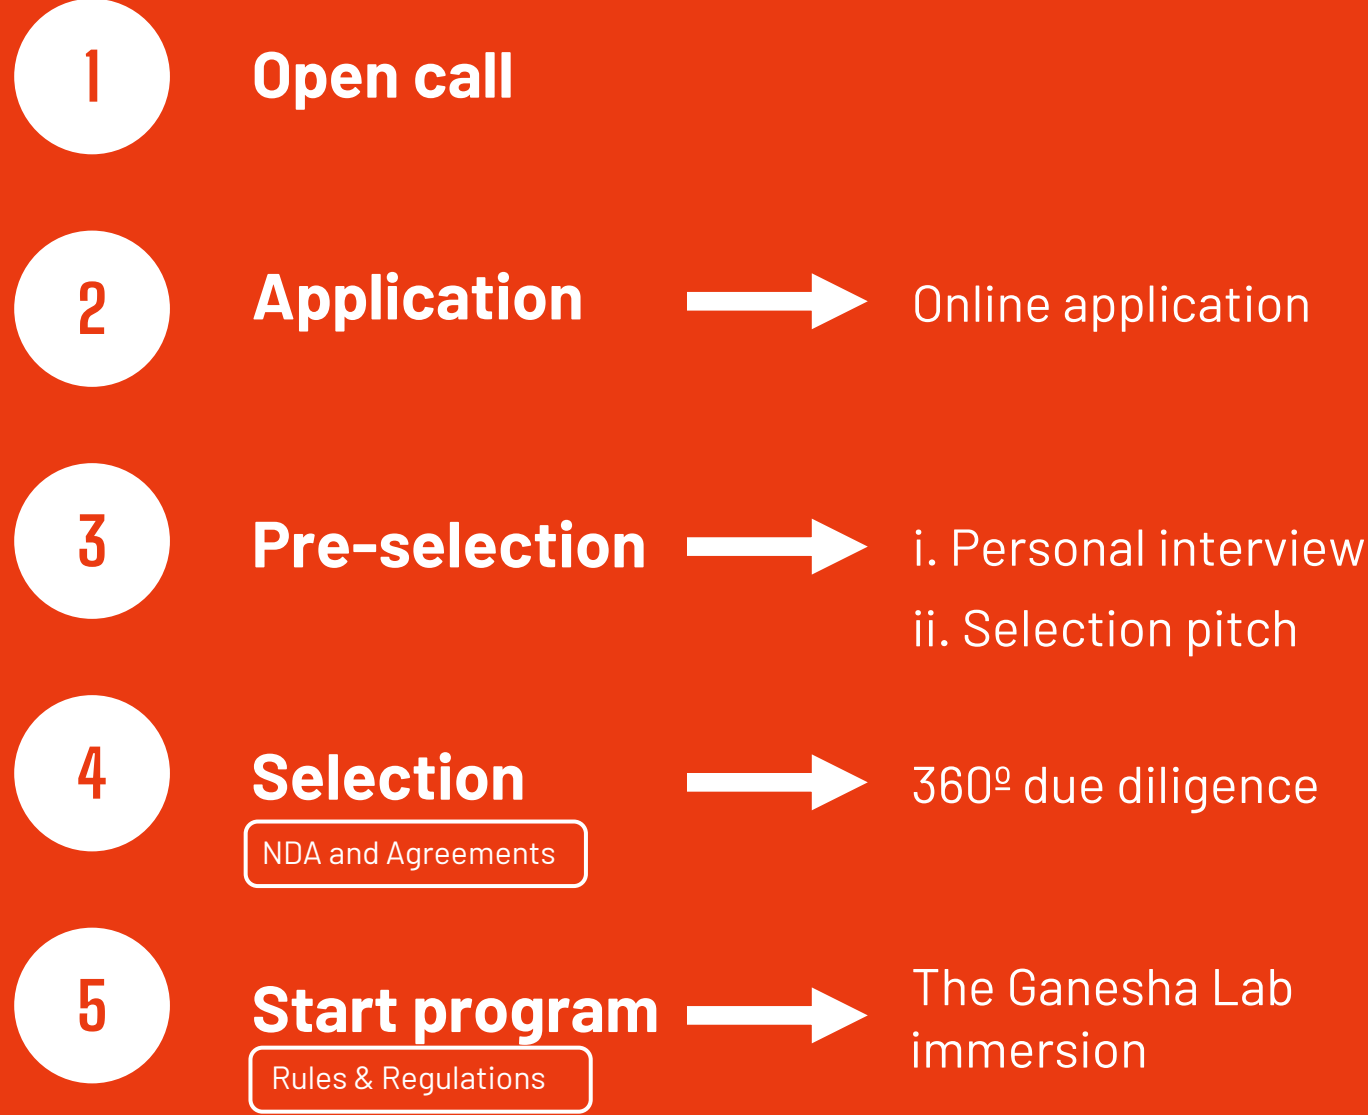 1
Open call
2
Application
Online application
3
Pre-selection
i. Personal interview
ii. Selection pitch
4
Selection
360º due diligence
NDA and Agreements
5
Start program
The Ganesha Lab
immersion
Rules & Regulations